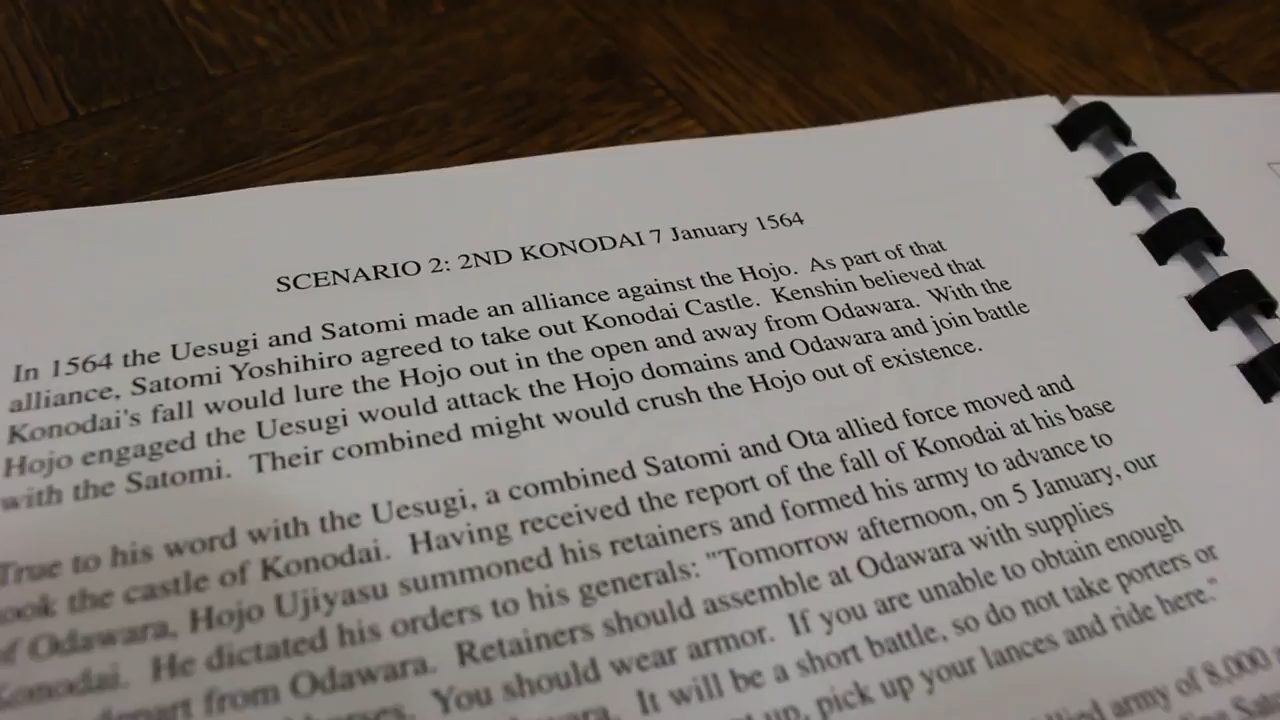 SCENARIO 2: 2ND KONODAI 7 January 1564
In 1564 the Uesugi and Satomi made an alliance against the Hojo. As part of that
alliance, Satomi Yoshihiro agreed to take out Konodai Castle. Kenshin believed that
Konodai's fall would lure the Hojo out in the open and away from Odawara. With the
Hojo engaged the Uesugi would attack the Hojo domains and Odawara and join battle
with the Satomi. Their combined might would crush the Hojo out of existence.
True to his word with the Uesugi, a combined Satomi and Ota allied force moved and
took the castle of Konodai. Having received the report of the fall of Konodai at his base
of Odawara, Hojo Ujiyasu summoned his retainers and formed his army to advance to
Konodai. He dictated his orders to his generals: "Tomorrow afternoon, on 5 January, our
depart from Odawara. Retainers should assemble at Odawara with supplies
You should wear armor. If you are unable to obtain enough
It will be a short battle, so do not take porters or
up, pick up your lances and ride here."
army of 8,000